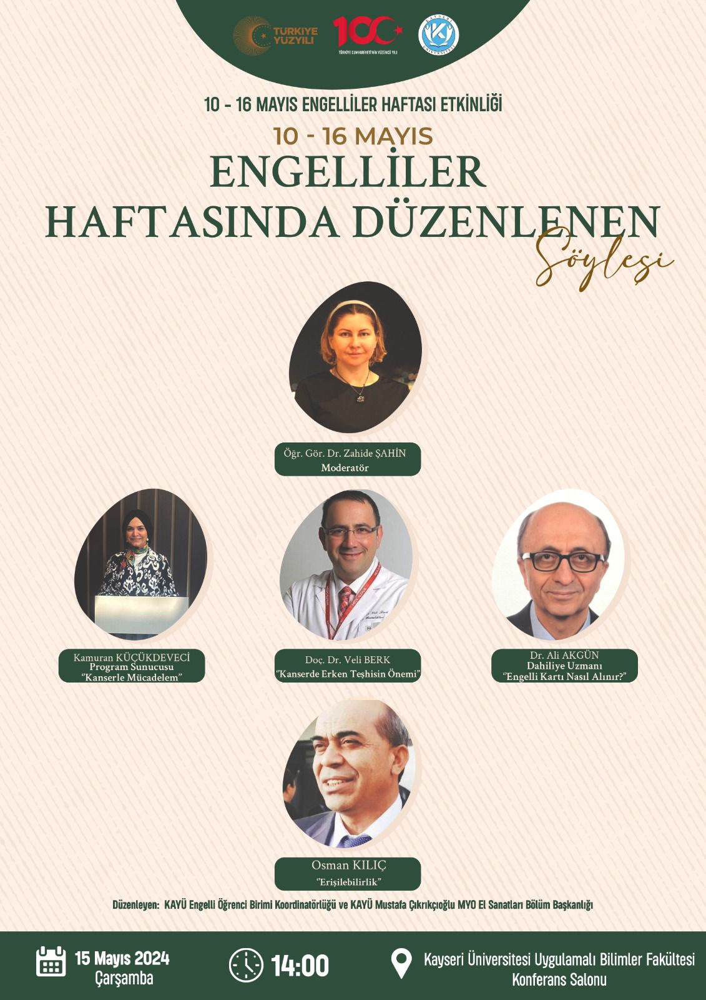 TÜRKİYE
YÜZYILI
100
TÜRKİYE CUMHURİYETİ'NİN YÜZÜNCÜ YILI
KAYSERİ
ÜNİVERSİTESİ
10 - 16 MAYIS ENGELLİLER HAFTASI ETKİNLİĞİ
10 - 16 MAYIS
ENGELLİLER
HAFTASINDA DÜZENLENEN
Söyleşi
Öğr. Gör. Dr. Zahide ŞAHİN
Moderatör
Kamuran KÜÇÜKDEVECİ
Program Sunucusu
"Kanserle Mücadelem"
Doç. Dr. Veli BERK
"Kanserde Erken Teşhisin Önemi"
Dr. Ali AKGÜN
Dahiliye Uzmanı
"Engelli Kartı Nasıl Alınır?"
Osman KILIÇ
"Erişilebilirlik"
Düzenleyen: KAYÜ Engelli Öğrenci Birimi Koordinatörlüğü ve KAYÜ Mustafa Çıkrıkçıoğlu MYO El Sanatları Bölüm Başkanlığı
15 Mayıs 2024
Çarşamba
14:00
Kayseri Üniversitesi Uygulamalı Bilimler Fakültesi
Konferans Salonu